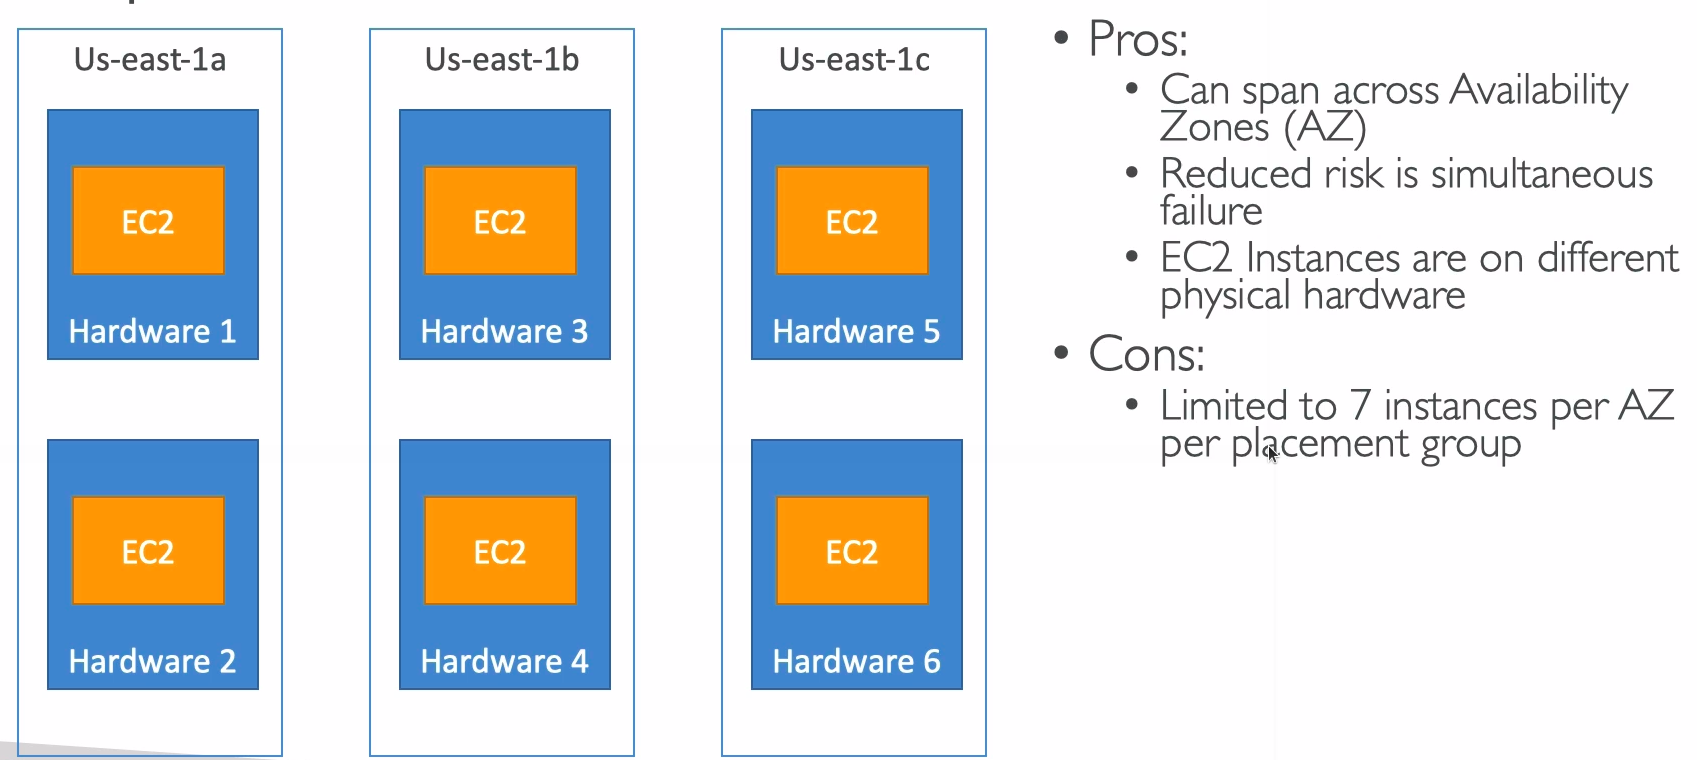 Us-east-1a
Us-east-1b
Us-east-1c
EC2
EC2
EC2
Hardware 1
Hardware 3
Hardware 5
EC2
EC2
EC2
Hardware 2
Hardware 4
Hardware 6
• Pros:
• Can span across Availability
Zones (AZ)
• Reduced risk is simultaneous
failure
• EC2 Instances are on different
physical hardware
• Cons:
• Limited to 7 instances per AZ
per placement group